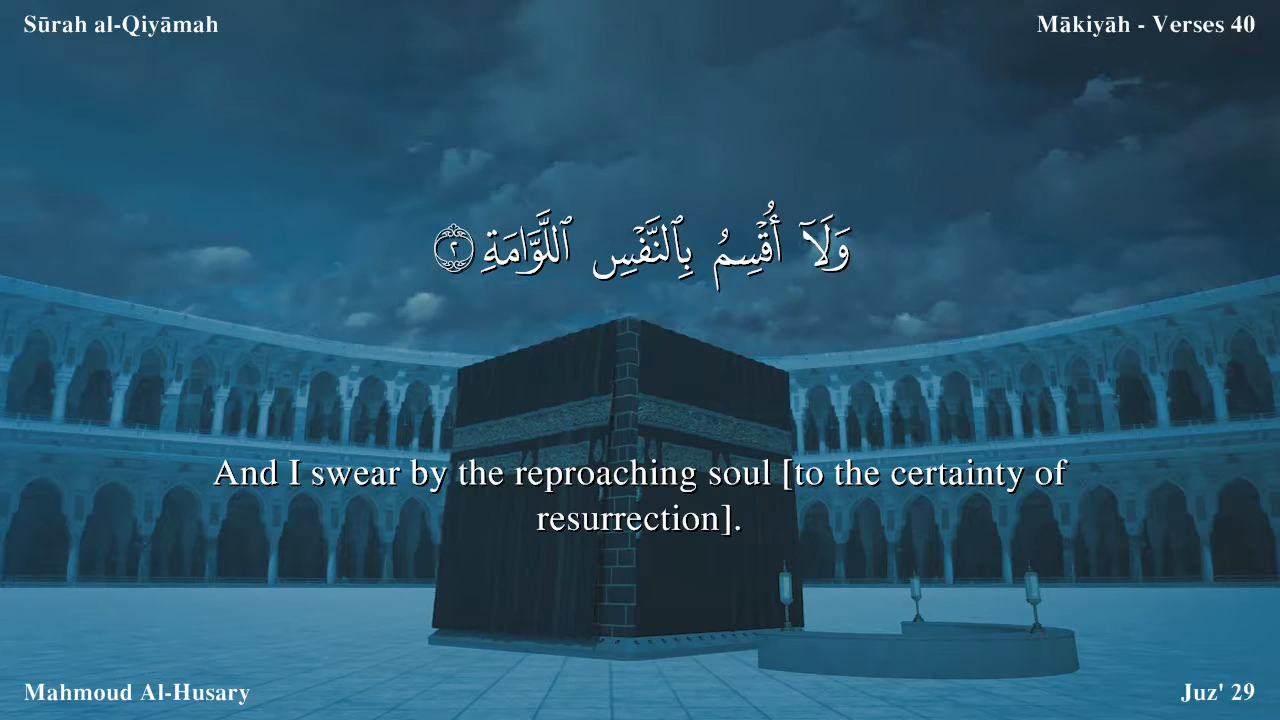 Sūrah al-Qiyāmah
Mākiyāh - Verses 40
وَلَآ أُقْسِمُ بِٱلنَّفْسِ ٱللَّوَّامَةِ ٢
And I swear by the reproaching soul [to the certainty of
resurrection].
Mahmoud Al-Husary
Juz' 29